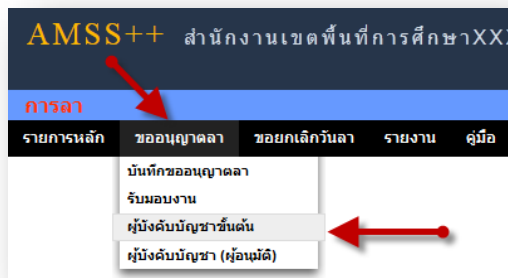 AMSS++ สำนักงานเขตพื้นที่การศึกษาXX
การลา
รายการหลัก ขออนุญาตลา ขอยกเลิกวันลา รายงาน คู่มือ
บันทึกขออนุญาตลา
รับมอบงาน
ผู้บังคับบัญชาขั้นต้น
ผู้บังคับบัญชา (ผู้อนุมัติ)